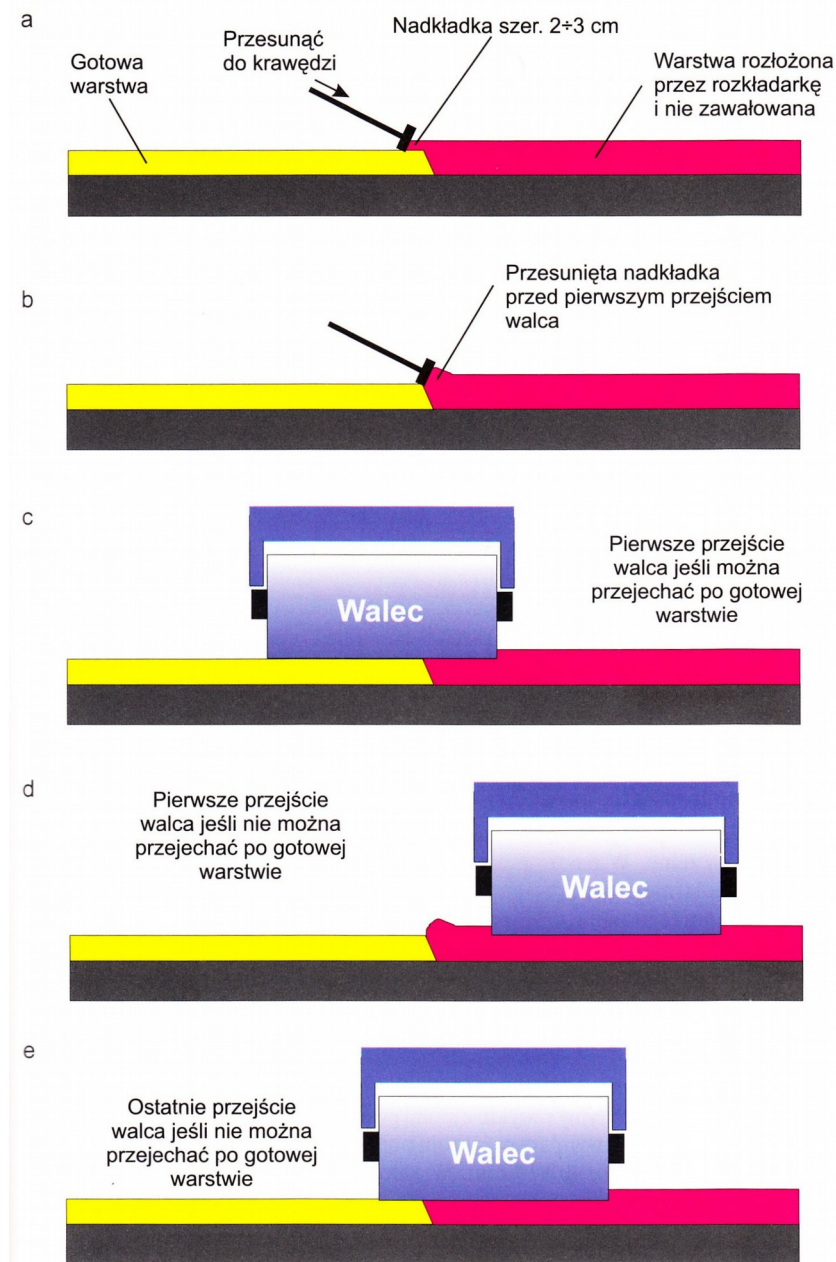 a
Gotowa
warstwa
Przesunąć
do krawędzi
Nadkładka szer. 2÷3 cm
Warstwa rozłożona
przez rozkładarkę
i nie zawałowana
b
Przesunięta nadkładka
przed pierwszym przejściem
walca
c
Walec
Pierwsze przejście
walca jeśli można
przejechać po gotowej
warstwie
d
Pierwsze przejście
walca jeśli nie można
przejechać po gotowej
warstwie
Walec
e
Ostatnie przejście
walca jeśli nie można
przejechać po gotowej
warstwie
Walec